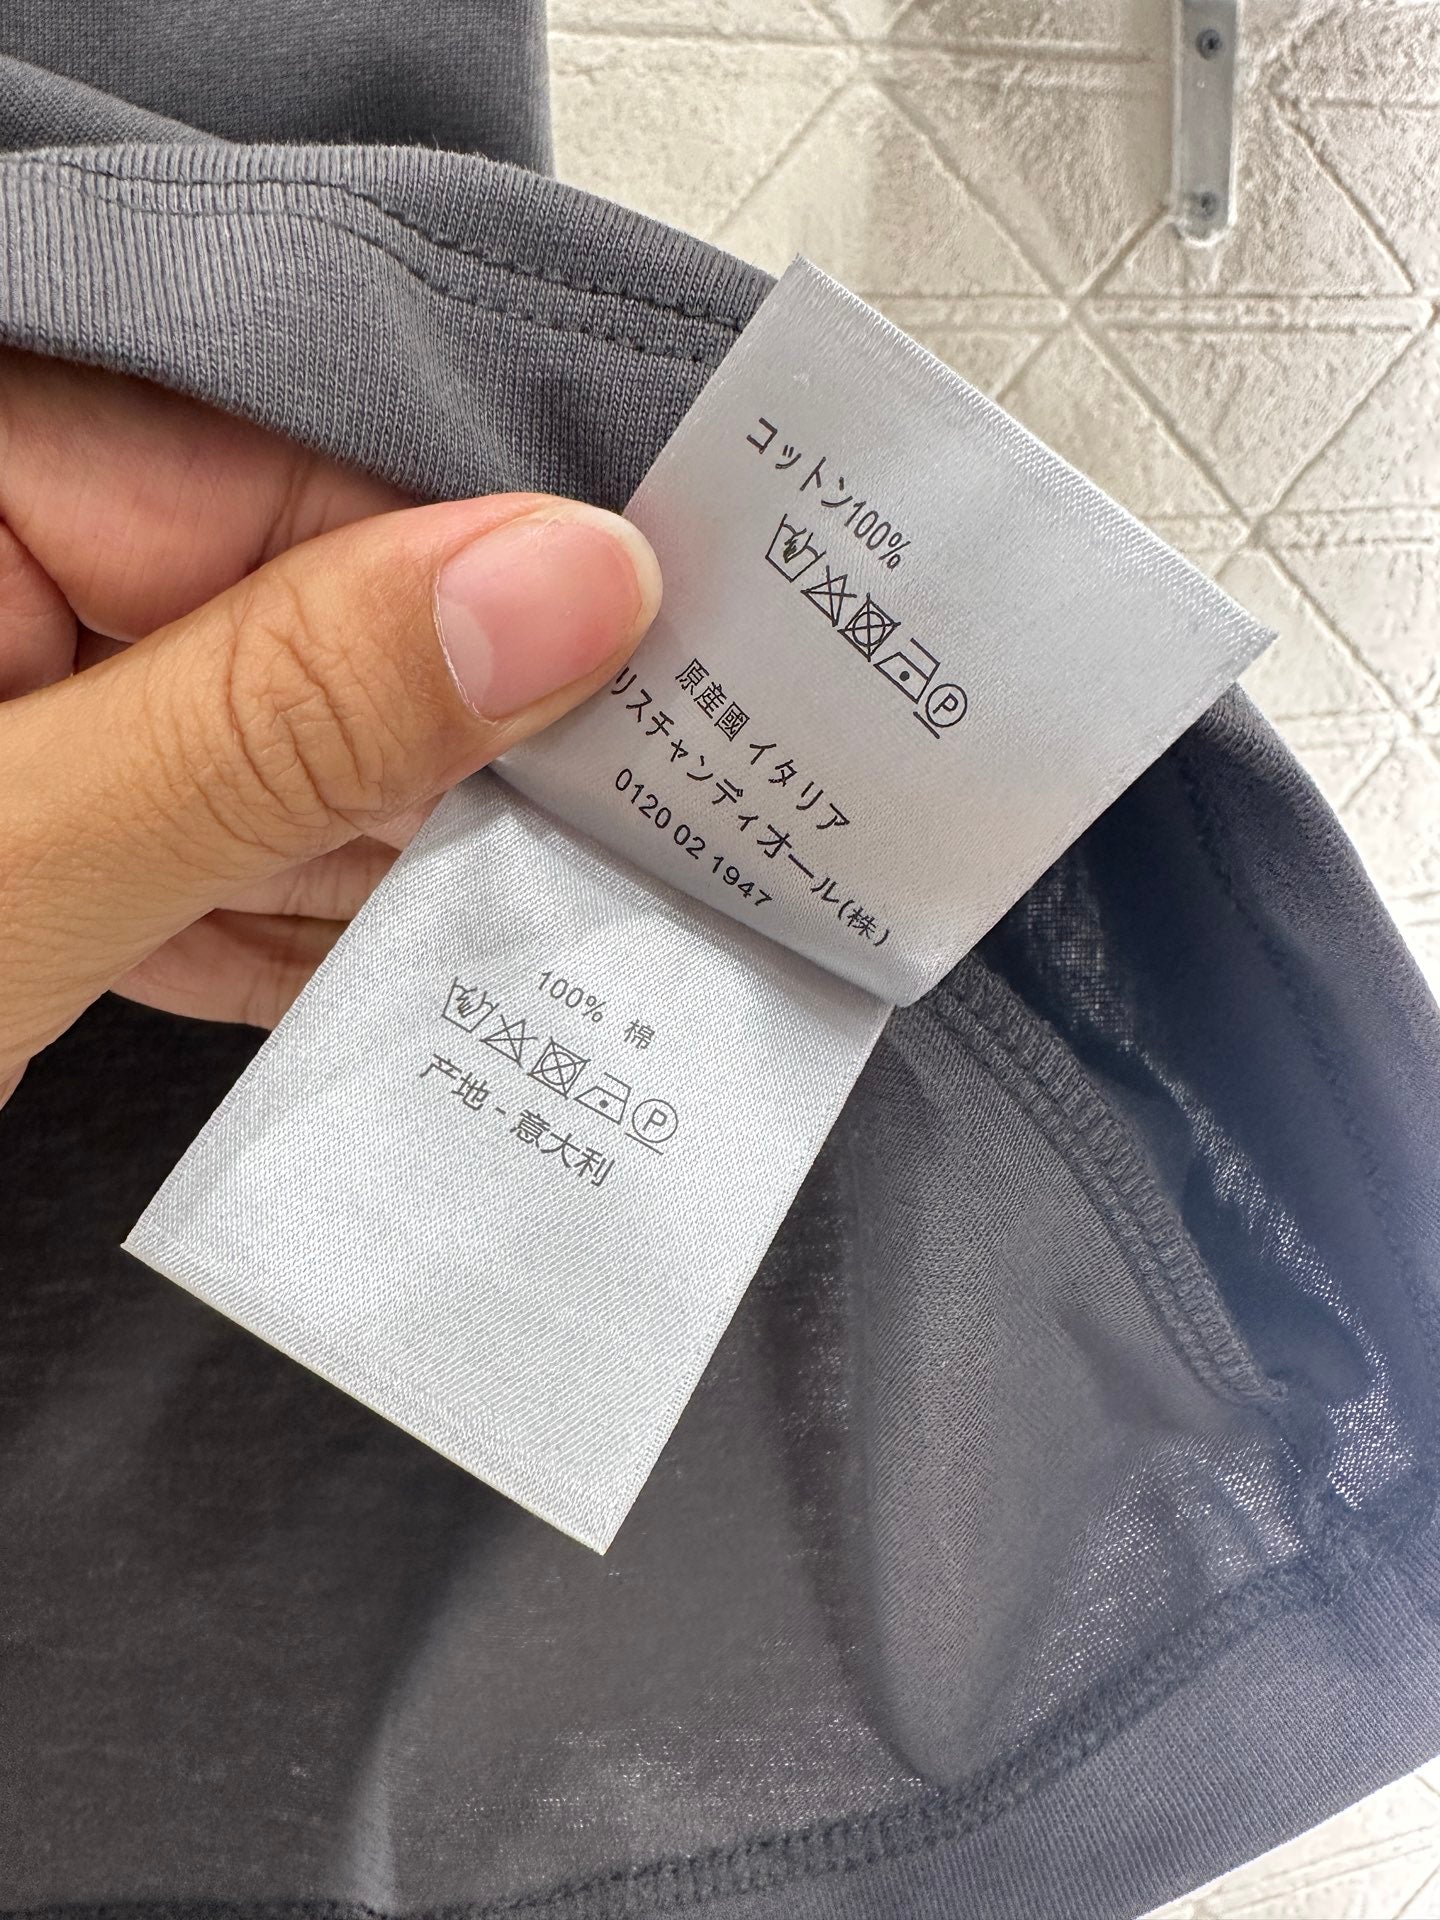 コットン100%
P
原産國 イタリア
リスチャンディオール(株)
0120 02 1947
100% 棉
P
产地 - 意大利